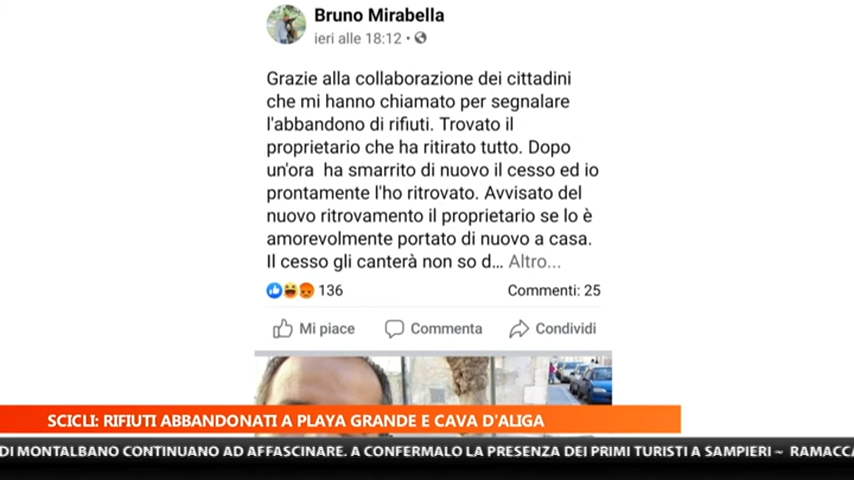 Bruno Mirabella
ieri alle 18:12 •
Grazie alla collaborazione dei cittadini
che mi hanno chiamato per segnalare
l'abbandono di rifiuti. Trovato il
proprietario che ha ritirato tutto. Dopo
un'ora ha smarrito di nuovo il cesso ed io
prontamente l'ho ritrovato. Avvisato del
nuovo ritrovamento il proprietario se lo è
amorevolmente portato di nuovo a casa.
Il cesso gli canterà non so d... Altro...
136 Commenti: 25
Mi piace Commenta Condividi
SCICLI: RIFIUTI ABBANDONATI A PLAYA GRANDE E CAVA D'ALIGA
DI MONTALBANO CONTINUANO AD AFFASCINARE. A CONFERMALO LA PRESENZA DEI PRIMI TURISTI A SAMPIERI ~ RAMACCA